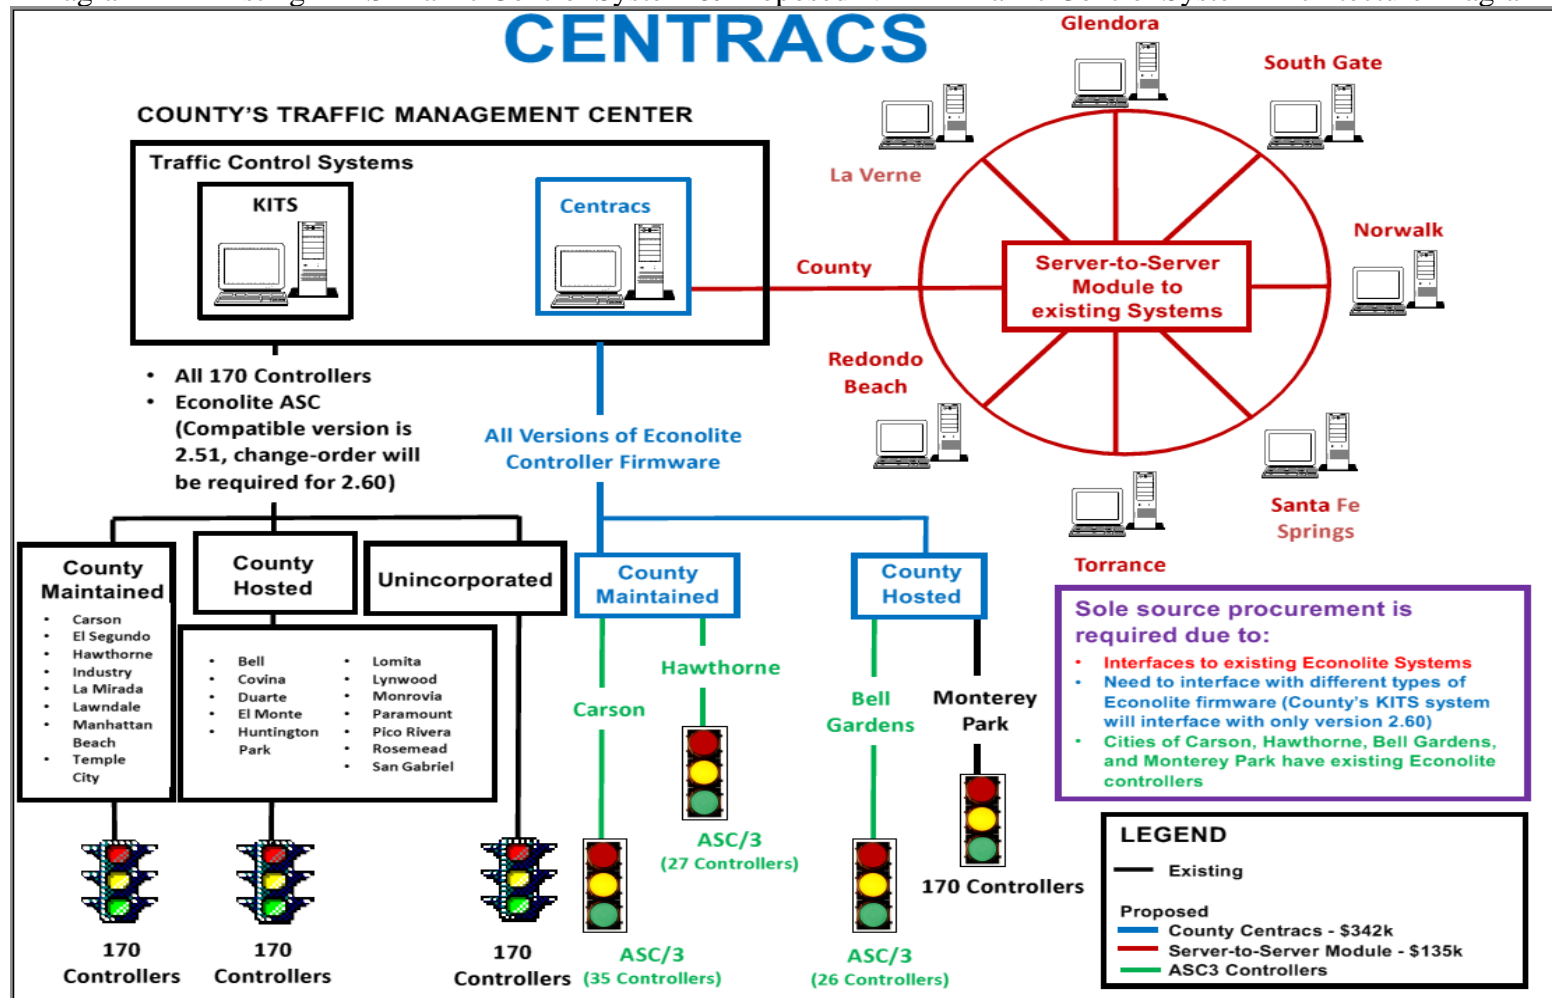 CENTRACS
COUNTY'S TRAFFIC MANAGEMENT CENTER
Traffic Control Systems
KITS
Centracs
County
Server-to-Server
Module to
existing Systems
Glendora
South Gate
La Verne
Norwalk
Redondo
Beach
Santa Fe
Springs
Torrance
• All 170 Controllers
• Econolite ASC
(Compatible version is
2.51, change-order will
be required for 2.60)
All Versions of Econolite
Controller Firmware
County
Maintained
• Carson
• El Segundo
• Hawthorne
• Industry
• La Mirada
• Lawndale
• Manhattan
Beach
• Temple
City
County
Hosted
• Bell
• Covina
• Duarte
• El Monte
• Huntington
Park
• Lomita
• Lynwood
• Monrovia
• Paramount
• Pico Rivera
• Rosemead
• San Gabriel
Unincorporated
County
Maintained
County
Hosted
Carson
Hawthorne
Bell
Gardens
Monterey
Park
170
Controllers
170
Controllers
170
Controllers
ASC/3
(35 Controllers)
ASC/3
(27 Controllers)
ASC/3
(26 Controllers)
170 Controllers
Sole source procurement is
required due to:
• Interfaces to existing Econolite Systems
• Need to interface with different types of
Econolite firmware (County's KITS system
will interface with only version 2.60)
• Cities of Carson, Hawthorne, Bell Gardens,
and Monterey Park have existing Econolite
controllers
LEGEND
Existing
Proposed
County Centracs - $342k
Server-to-Server Module - $135k
ASC3 Controllers